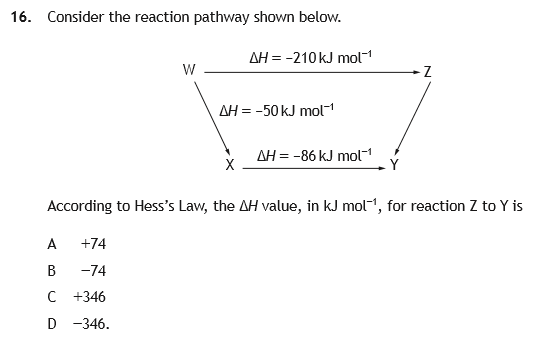 16. Consider the reaction pathway shown below.
ΔH = −210 kJ mol⁻¹
W
Z
ΔH = −50 kJ mol⁻¹
ΔH = −86 kJ mol⁻¹
X
Y
According to Hess’s Law, the ΔH value, in kJ mol⁻¹, for reaction Z to Y is
A +74
B −74
C +346
D −346.